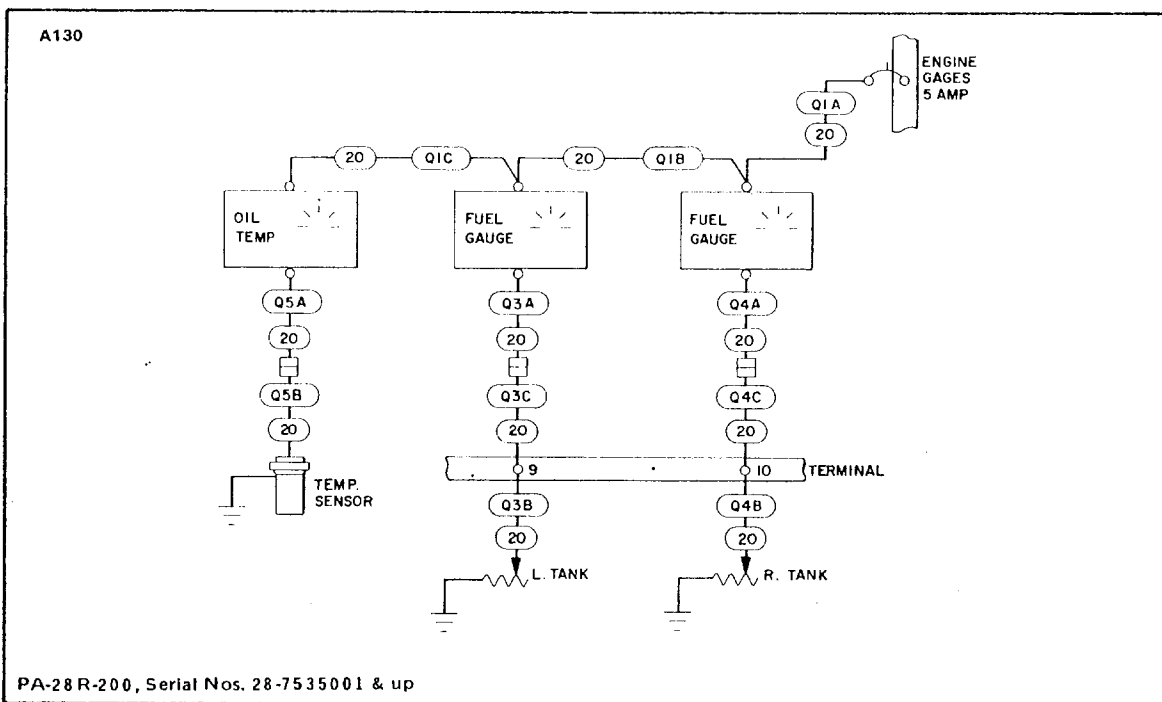 A130
ENGINE
GAGES
5 AMP
Q1A
20
20
Q1C
20
Q1B
OIL
TEMP
FUEL
GAUGE
FUEL
GAUGE
Q5A
Q3A
Q4A
20
20
20
Q5B
Q3C
Q4C
20
20
20
9
10
TERMINAL
TEMP.
SENSOR
Q3B
Q4B
20
20
L. TANK
R. TANK
PA-28R-200, Serial Nos. 28-7535001 & up